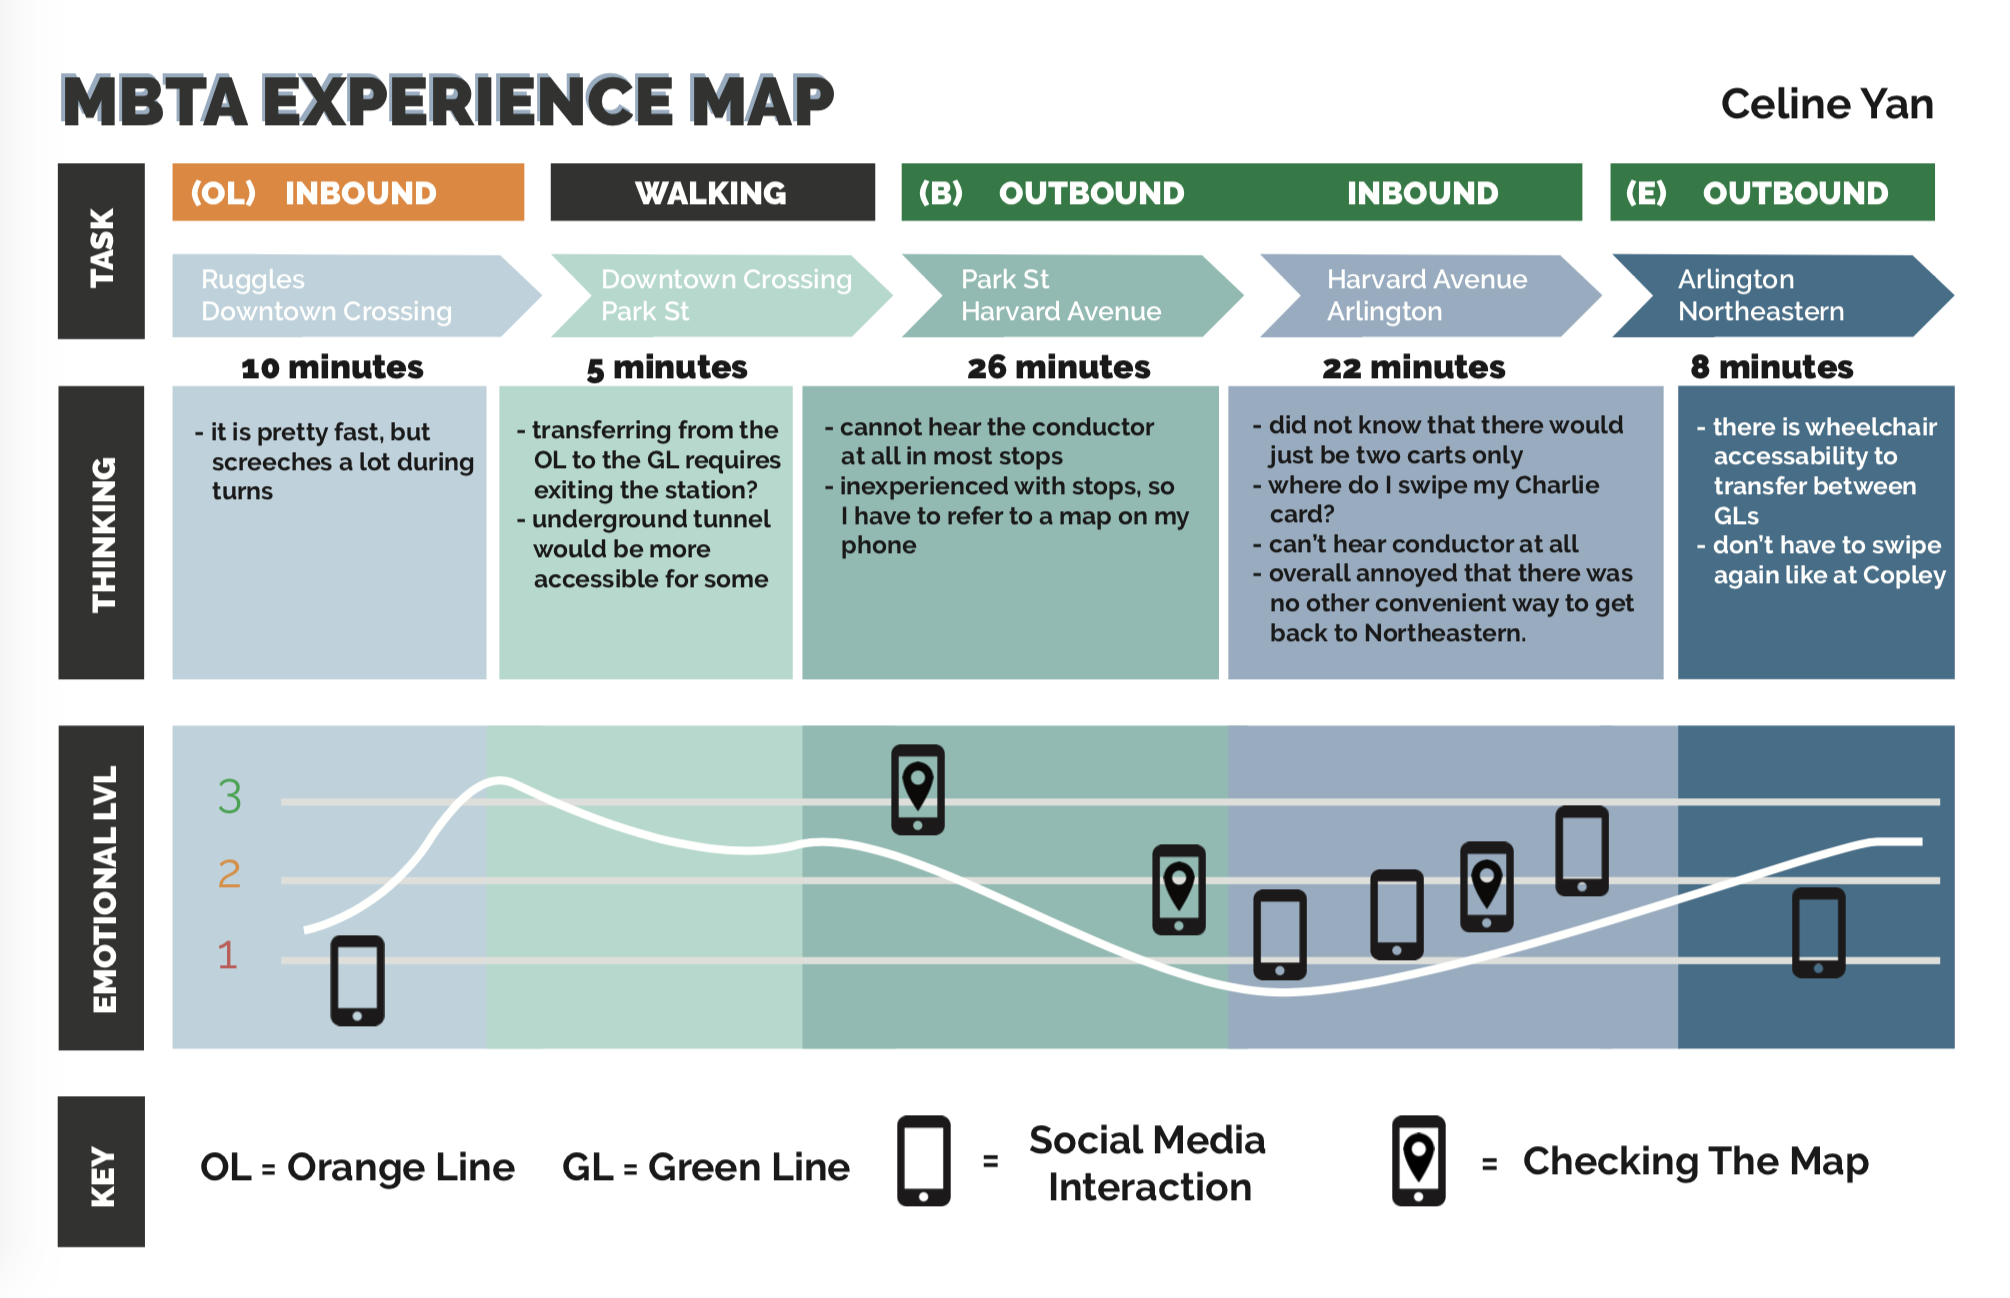 MBTA EXPERIENCE MAP
Celine Yan
TASK
(OL) INBOUND
WALKING
(B) OUTBOUND INBOUND
(E) OUTBOUND
Ruggles
Downtown Crossing
Downtown Crossing
Park St
Park St
Harvard Avenue
Harvard Avenue
Arlington
Arlington
Northeastern
10 minutes
5 minutes
26 minutes
22 minutes
8 minutes
THINKING
- it is pretty fast, but
screeches a lot during
turns
- transferring from the
OL to the GL requires
exiting the station?
- underground tunnel
would be more
accessible for some
- cannot hear the conductor
at all in most stops
- inexperienced with stops, so
I have to refer to a map on my
phone
- did not know that there would
just be two carts only
- where do I swipe my Charlie
card?
- can't hear conductor at all
- overall annoyed that there was
no other convenient way to get
back to Northeastern.
- there is wheelchair
accessability to
transfer between
GLs
- don't have to swipe
again like at Copley
EMOTIONAL LVL
3
2
1
KEY
OL = Orange Line
GL = Green Line
= Social Media
Interaction
= Checking The Map